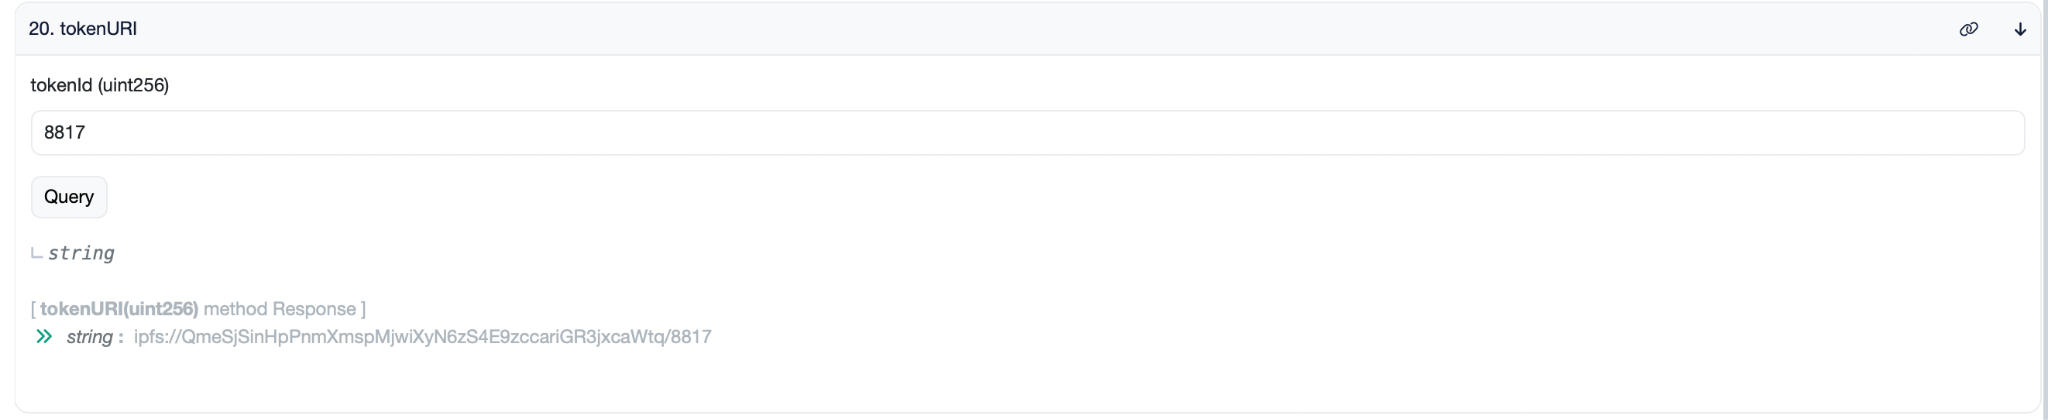 20. tokenURI
tokenId (uint256)
8817
Query
string
[ tokenURI(uint256) method Response ]
string : ipfs://QmeSjSinHpPnmXmspMjwiXyN6zS4E9zccariGR3jxcaWtq/8817